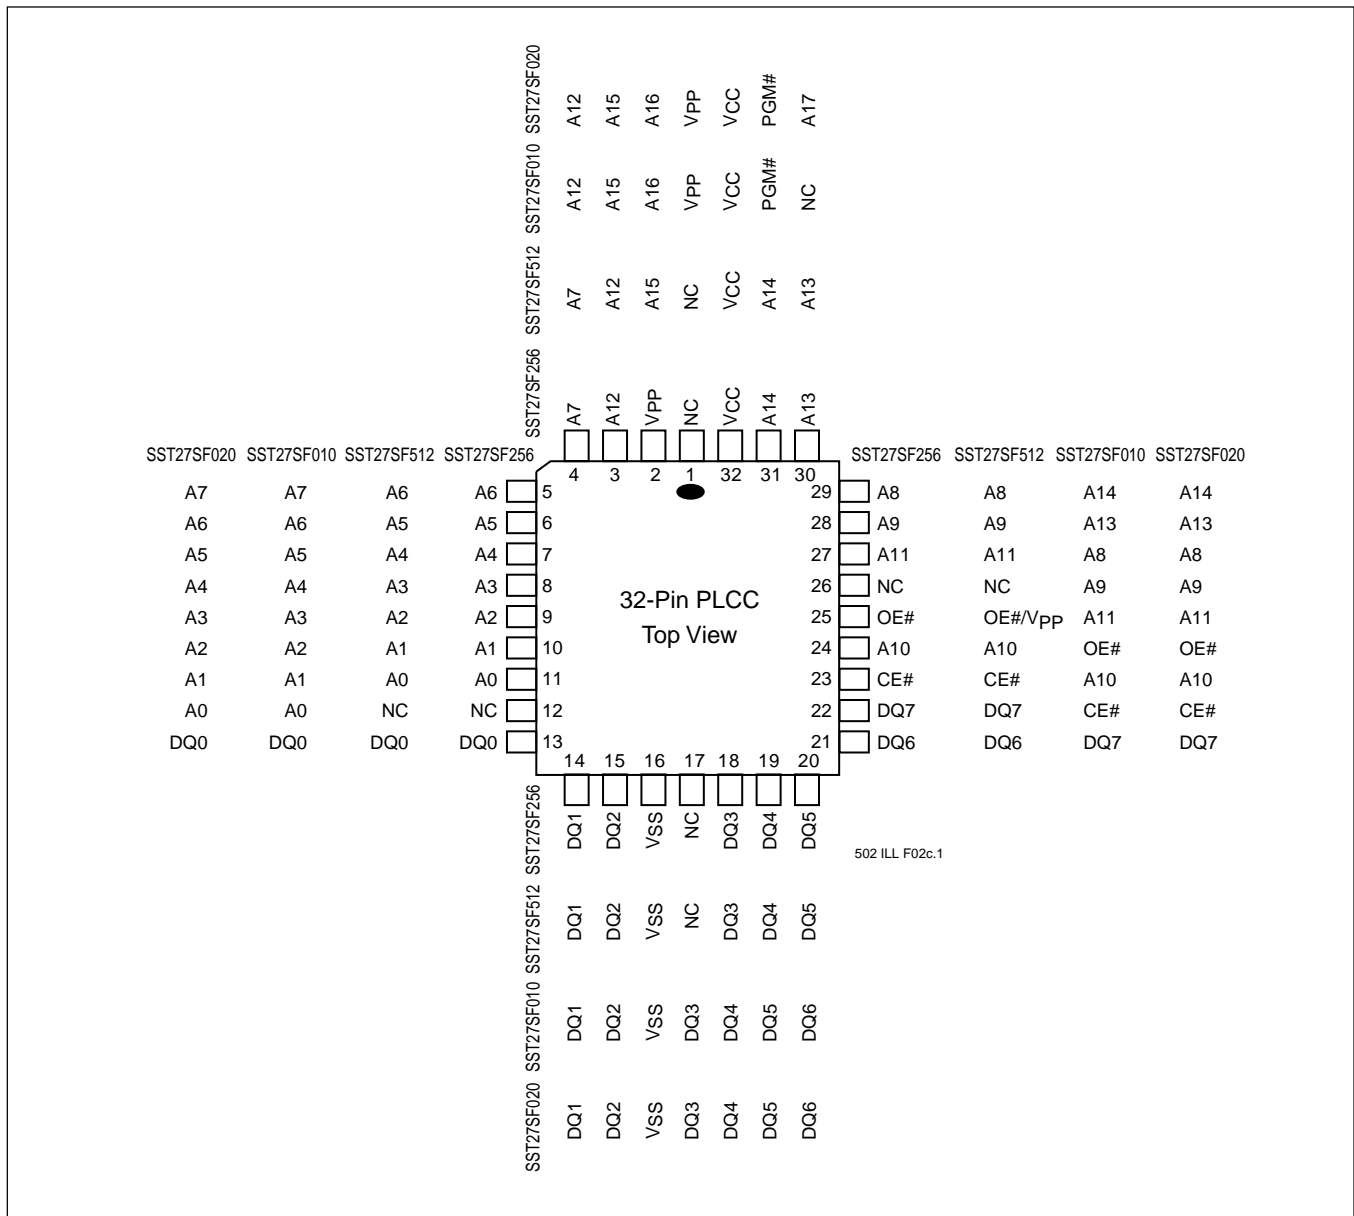 SST27SF020 A12 A15 A16 VPP VCC PGM# A17
SST27SF010 A12 A15 A16 VPP VCC PGM# NC
SST27SF512 A7 A12 A15 NC VCC A14 A13
SST27SF256 A7 A12 VPP NC VCC A14 A13
SST27SF020 SST27SF010 SST27SF512 SST27SF256 SST27SF256 SST27SF512 SST27SF010 SST27SF020
4 3 2 1 32 31 30
A7 A7 A6 A6 5 29 A8 A8 A14 A14
A6 A6 A5 A5 6 28 A9 A9 A13 A13
A5 A5 A4 A4 7 27 A11 A11 A8 A8
A4 A4 A3 A3 8 26 NC NC A9 A9
32-Pin PLCC
A3 A3 A2 A2 9 25 OE# OE#/VPP A11 A11
Top View
A2 A2 A1 A1 10 24 A10 A10 OE# OE#
A1 A1 A0 A0 11 23 CE# CE# A10 A10
A0 A0 NC NC 12 22 DQ7 DQ7 CE# CE#
DQ0 DQ0 DQ0 DQ0 13 21 DQ6 DQ6 DQ7 DQ7
14 15 16 17 18 19 20
SST27SF256 DQ1 DQ2 VSS NC DQ3 DQ4 DQ5
502 ILL F02c.1
SST27SF512 DQ1 DQ2 VSS NC DQ3 DQ4 DQ5
SST27SF010 DQ1 DQ2 VSS DQ3 DQ4 DQ5 DQ6
SST27SF020 DQ1 DQ2 VSS DQ3 DQ4 DQ5 DQ6